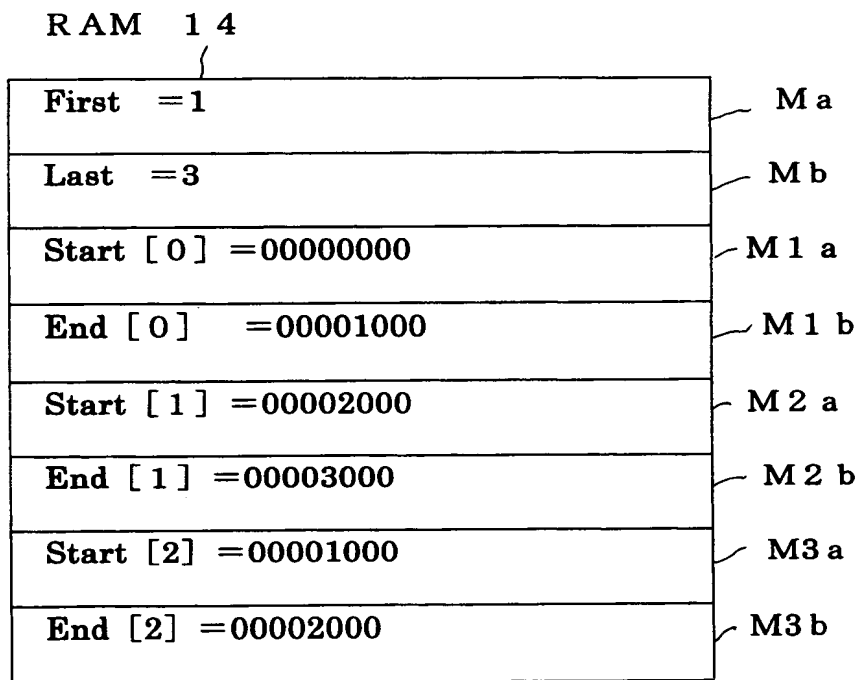 RAM 14
First =1 Ma
Last =3 Mb
Start [0] =00000000 M1a
End [0] =00001000 M1b
Start [1] =00002000 M2a
End [1] =00003000 M2b
Start [2] =00001000 M3a
End [2] =00002000 M3b